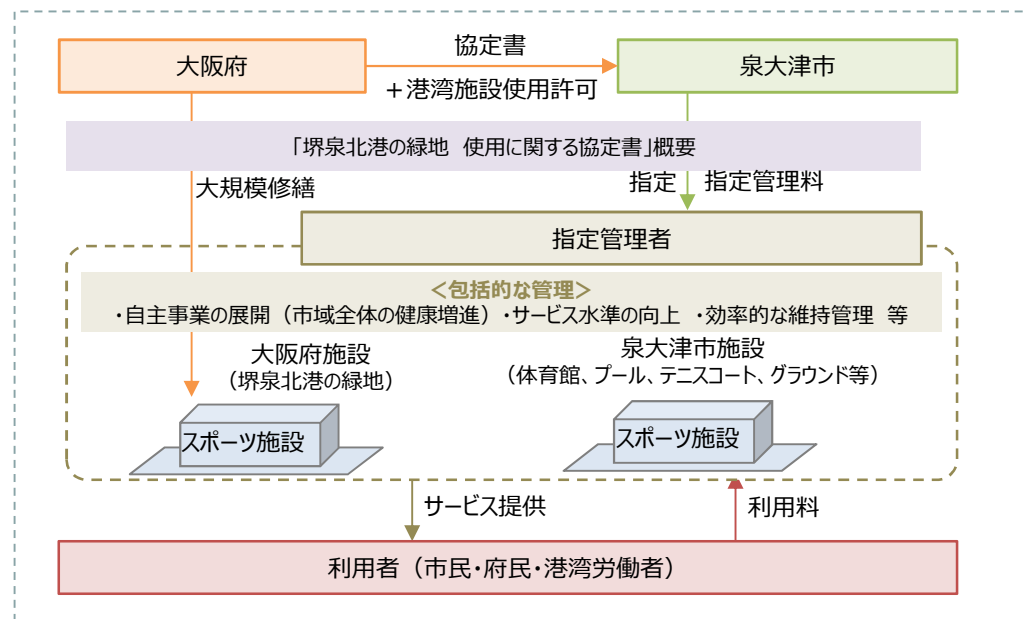 大阪府
協定書
＋港湾施設使用許可
泉大津市
「堺泉北港の緑地　使用に関する協定書」概要
大規模修繕
指定
指定管理料
指定管理者
＜包括的な管理＞
・自主事業の展開（市域全体の健康増進）・サービス水準の向上　・効率的な維持管理　等
大阪府施設
（堺泉北港の緑地）
泉大津市施設
（体育館、プール、テニスコート、グラウンド等）
スポーツ施設
スポーツ施設
サービス提供
利用料
利用者（市民・府民・港湾労働者）